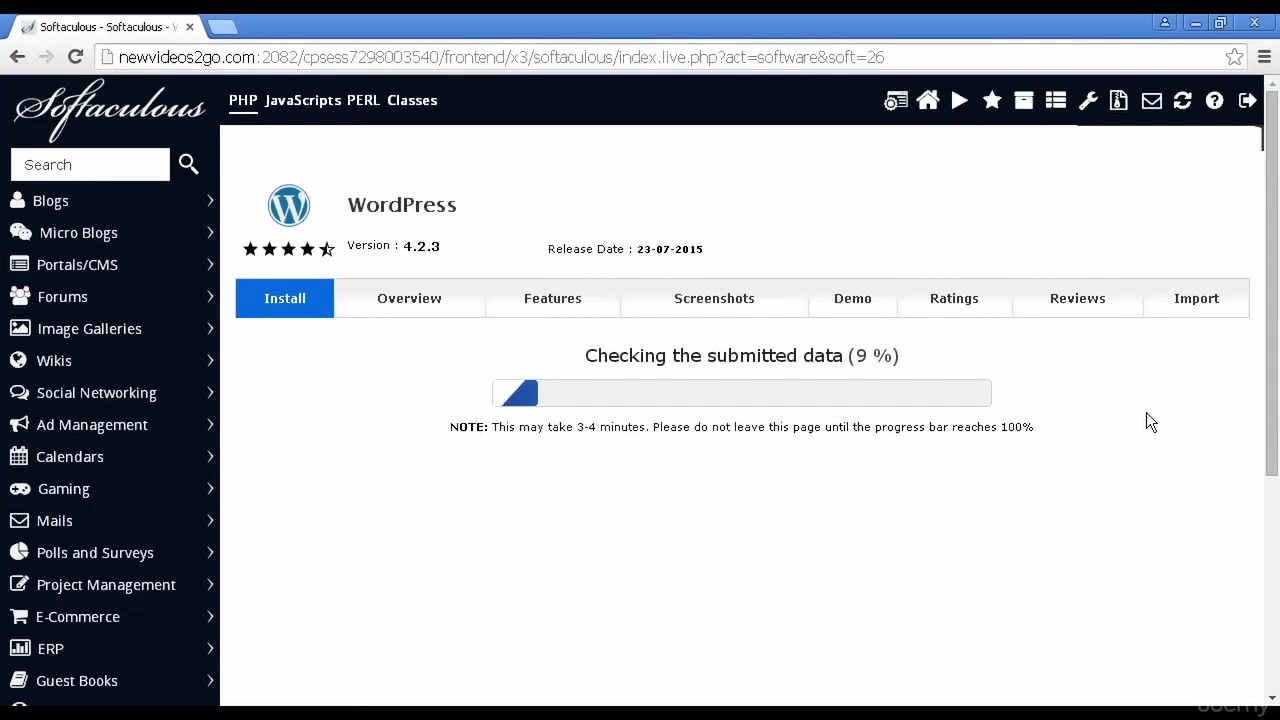 Softaculous - Softaculous - V
newvideos2go.com:2082/cpsess7298003540/frontend/x3/softaculous/index.live.php?act=software&soft=26
Softaculous
PHP JavaScripts PERL Classes
Search
Blogs
Micro Blogs
Portals/CMS
Forums
Image Galleries
Wikis
Social Networking
Ad Management
Calendars
Gaming
Mails
Polls and Surveys
Project Management
E-Commerce
ERP
Guest Books
WordPress
Version : 4.2.3
Release Date : 23-07-2015
Install Overview Features Screenshots Demo Ratings Reviews Import
Checking the submitted data (9 %)
NOTE: This may take 3-4 minutes. Please do not leave this page until the progress bar reaches 100%